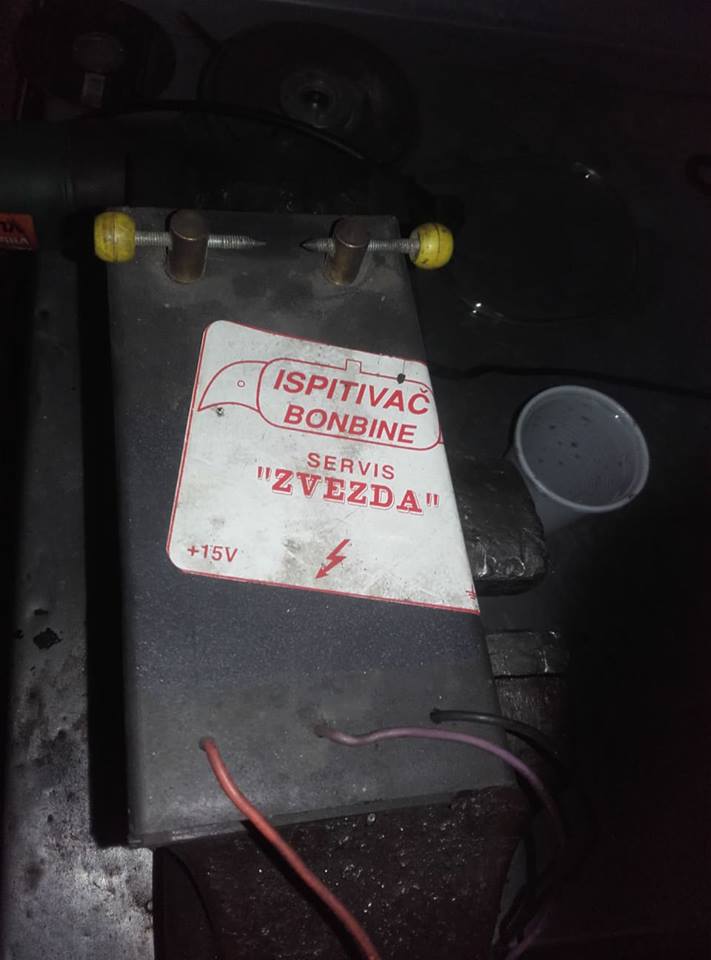 ISPITIVAČ
BONBINE
SERVIS
"ZVEZDA"
+15V